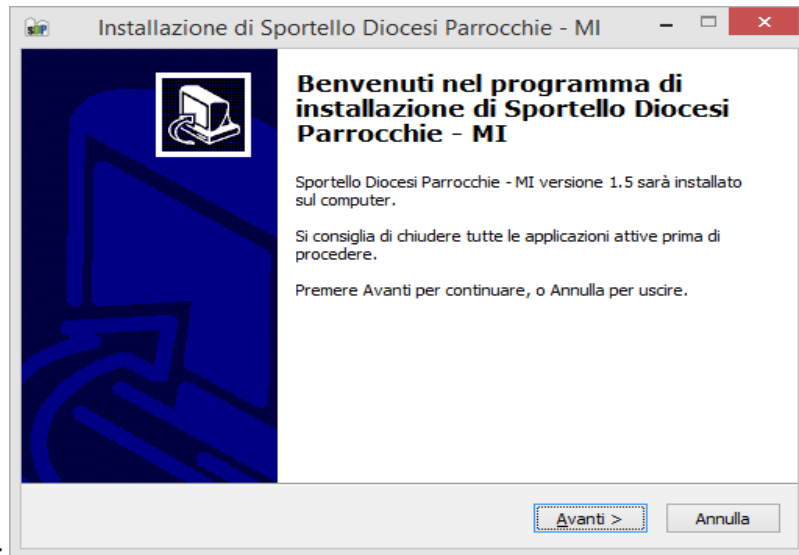 SDP Installazione di Sportello Diocesi Parrocchie - MI
Benvenuti nel programma di
installazione di Sportello Diocesi
Parrocchie - MI
Sportello Diocesi Parrocchie - MI versione 1.5 sarà installato
sul computer.
Si consiglia di chiudere tutte le applicazioni attive prima di
procedere.
Premere Avanti per continuare, o Annulla per uscire.
Avanti > Annulla